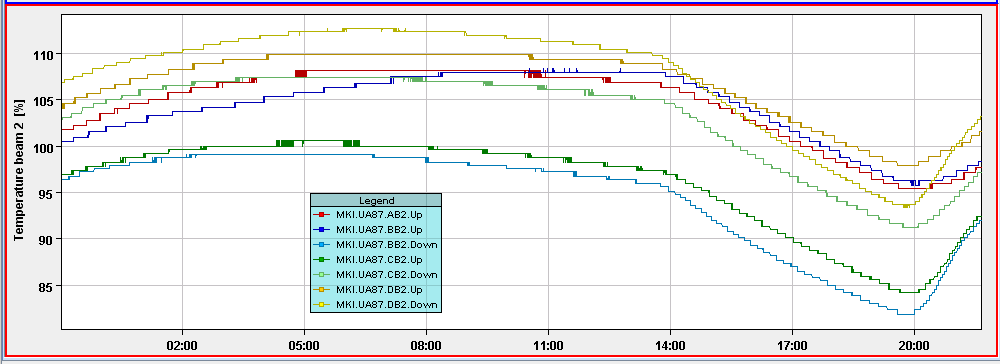 110
105
100
95
90
85
Temperature beam 2 [%]
Legend
MKI.UA87.AB2.Up
MKI.UA87.BB2.Up
MKI.UA87.BB2.Down
MKI.UA87.CB2.Up
MKI.UA87.CB2.Down
MKI.UA87.DB2.Up
MKI.UA87.DB2.Down
02:00 05:00 08:00 11:00 14:00 17:00 20:00